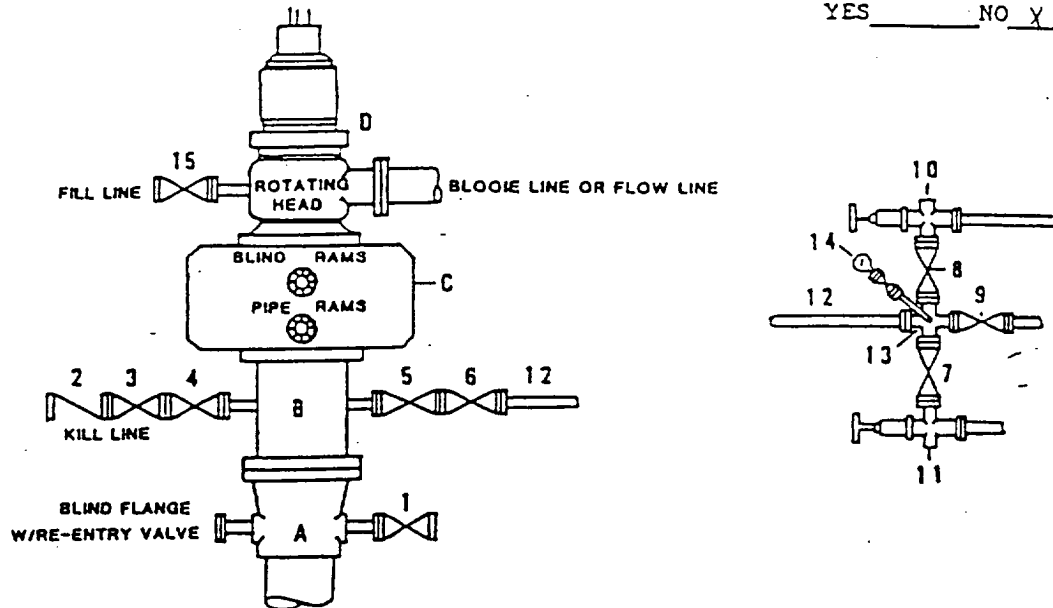 YES NO X
D
15
FILL LINE
ROTATING
HEAD
BLOOIE LINE OR FLOW LINE
BLIND RAMS
C
PIPE RAMS
2 3 4
5 6 12
B
KILL LINE
BLIND FLANGE
W/RE-ENTRY VALVE
1
A
10
14
8
12
9
13
7
11